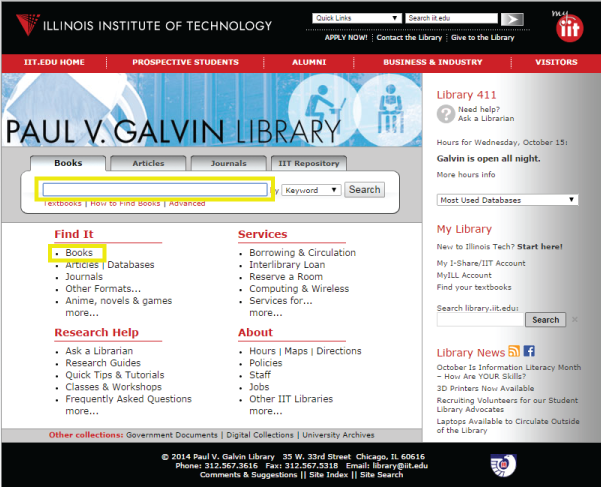 ILLINOIS INSTITUTE OF TECHNOLOGY
Quick Links
Search iit.edu
APPLY NOW! Contact the Library Give to the Library
my
iit
IIT.EDU HOME PROSPECTIVE STUDENTS ALUMNI BUSINESS & INDUSTRY VISITORS
PAUL V. GALVIN LIBRARY
Books Articles Journals IIT Repository
by Keyword Search
Textbooks | How to Find Books | Advanced
Find It
Books
Articles | Databases
Journals
Other Formats...
Anime, novels & games
more...
Services
Borrowing & Circulation
Interlibrary Loan
Reserve a Room
Computing & Wireless
Services for...
more...
Research Help
Ask a Librarian
Research Guides
Quick Tips & Tutorials
Classes & Workshops
Frequently Asked Questions
more...
About
Hours | Maps | Directions
Policies
Staff
Jobs
Other IIT Libraries
more...
Other collections: Government Documents | Digital Collections | University Archives
Library 411
?
Need help?
Ask a Librarian
Hours for Wednesday, October 15:
Galvin is open all night.
More hours info
Most Used Databases
My Library
New to Illinois Tech? Start here!
My I-Share/IIT Account
MyILL Account
Find your textbooks
Search library.iit.edu:
Search ×
Library News f
October Is Information Literacy Month
– How Are YOUR Skills?
3D Printers Now Available
Recruiting Volunteers for our Student
Library Advocates
Laptops Available to Circulate Outside
of the Library
© 2014 Paul V. Galvin Library 35 W. 33rd Street Chicago, IL 60616
Phone: 312.567.3616 Fax: 312.567.5318 Email: library@iit.edu
Comments & Suggestions || Site Index || Site Search